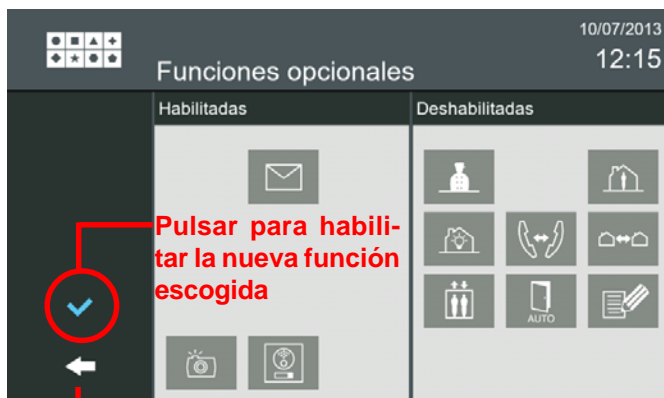 10/07/2013
12:15
Funciones opcionales
Habilitadas
Deshabilitadas
Pulsar para habili-
tar la nueva función
escogida
AUTO